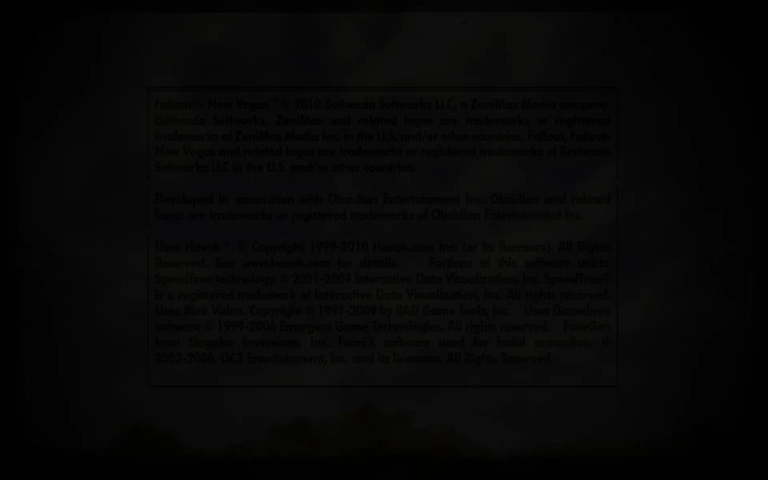 Fallout®: New Vegas™ © 2010 Bethesda Softworks LLC, a ZeniMax Media company.
Bethesda Softworks, ZeniMax and related logos are trademarks or registered
trademarks of ZeniMax Media Inc. in the U.S. and/or other countries. Fallout, Fallout:
New Vegas and related logos are trademarks or registered trademarks of Bethesda
Softworks LLC in the U.S. and/or other countries.
Developed in association with Obsidian Entertainment Inc. Obsidian and related
logos are trademarks or registered trademarks of Obsidian Entertainment Inc.
Uses Havok™. © Copyright 1999-2010 Havok.com Inc. (or its licensors). All Rights
Reserved. See www.havok.com for details. Portions of this software utilize
SpeedTree technology. © 2001-2004 Interactive Data Visualization, Inc. SpeedTree®
is a registered trademark of Interactive Data Visualization, Inc. All rights reserved.
Uses Bink Video. Copyright © 1997-2009 by RAD Game Tools, Inc. Uses Gamebryo
software © 1999-2006 Emergent Game Technologies. All rights reserved. FaceGen
from Singular Inversions, Inc. FaceFX software used for facial animation. ©
2002-2006, OC3 Entertainment, Inc. and its licensors. All Rights Reserved.